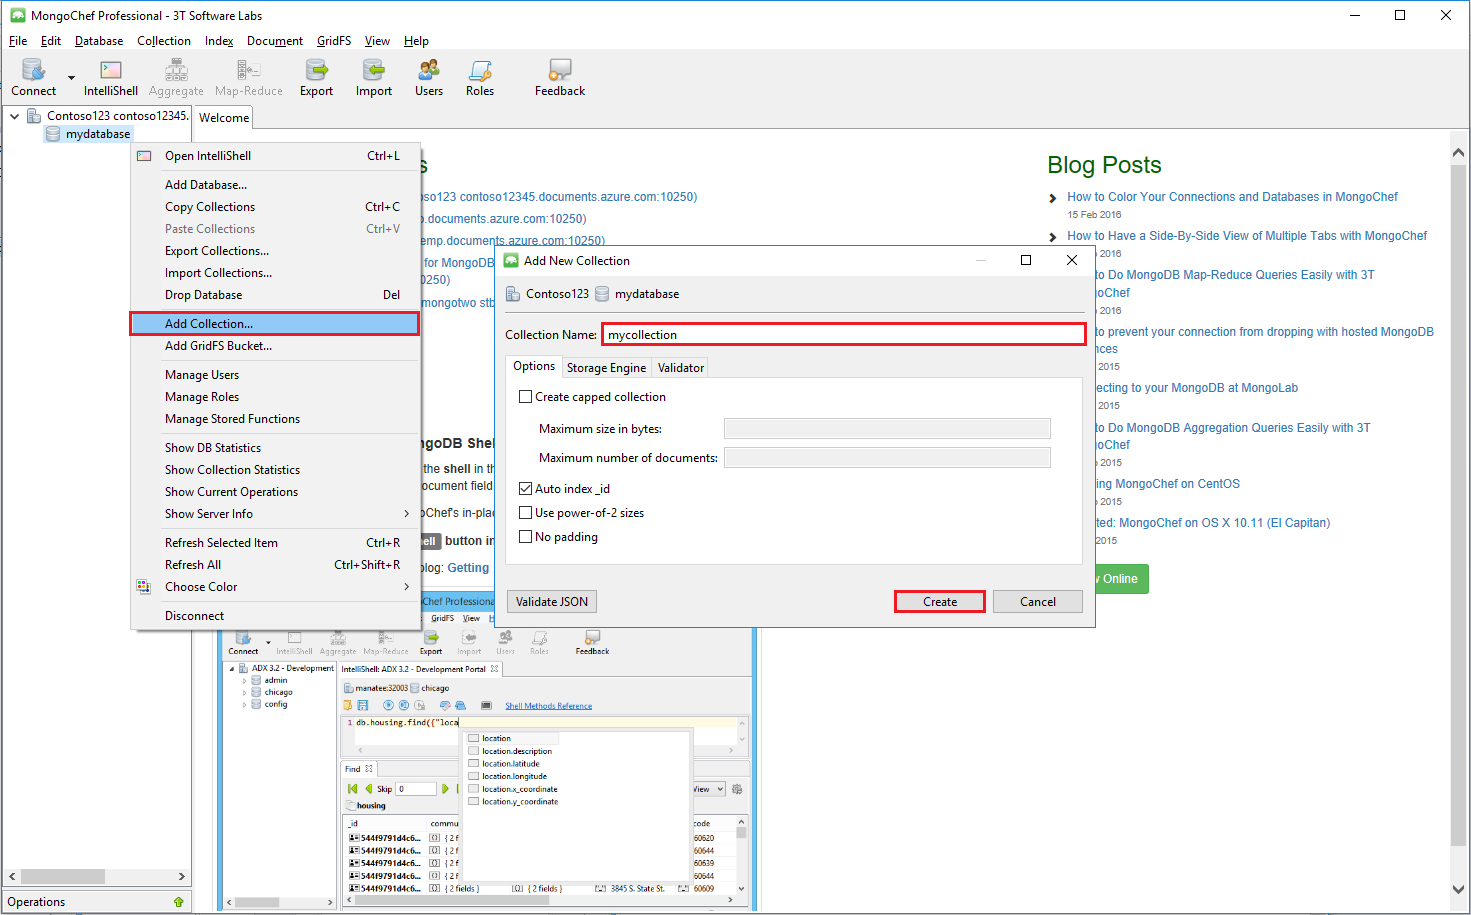 MongoChef Professional - 3T Software Labs
File Edit Database Collection Index Document GridFS View Help
Connect IntelliShell Aggregate Map-Reduce Export Import Users Roles Feedback
Contoso123 contoso12345.
mydatabase
Welcome
Open IntelliShell Ctrl+L
Add Database...
Copy Collections Ctrl+C
Paste Collections Ctrl+V
Export Collections...
Import Collections...
Drop Database Del
Add Collection...
Add GridFS Bucket...
Manage Users
Manage Roles
Manage Stored Functions
Show DB Statistics
Show Collection Statistics
Show Current Operations
Show Server Info
Refresh Selected Item Ctrl+R
Refresh All Ctrl+Shift+R
Choose Color
Disconnect
contoso12345.documents.azure.com:10250)
.documents.azure.com:10250)
emp.documents.azure.com:10250)
for MongoDB
0250)
mongotwo stb
ngoDB She
the shell in th
ocument field
oChef's in-plac
ell button in
blog: Getting
Add New Collection
Contoso123 mydatabase
Collection Name: mycollection
Options Storage Engine Validator
Create capped collection
Maximum size in bytes:
Maximum number of documents:
Auto index _id
Use power-of-2 sizes
No padding
Validate JSON Create Cancel
Blog Posts
How to Color Your Connections and Databases in MongoChef
15 Feb 2016
How to Have a Side-By-Side View of Multiple Tabs with MongoChef
2016
to Do MongoDB Map-Reduce Queries Easily with 3T
oChef
2016
to prevent your connection from dropping with hosted MongoDB
nces
2015
ecting to your MongoDB at MongoLab
2015
to Do MongoDB Aggregation Queries Easily with 3T
oChef
2015
ing MongoChef on CentOS
2015
ted: MongoChef on OS X 10.11 (El Capitan)
2015
w Online
Chef Professiona
GridFS View H
Connect IntelliShell Aggregate Map-Reduce Export Import Users Roles Feedback
ADX 3.2 - Development
admin
chicago
config
IntelliShell: ADX 3.2 - Development Portal
manatee:32003 chicago
Shell Methods Reference
1 db.housing.find({"loca
location
location.description
location.latitude
location.longitude
location.x_coordinate
location.y_coordinate
Find
Skip 0
View
housing
_id commu code
544f9791d4c6... { 2 f 60620
544f9791d4c6... { 2 f 60644
544f9791d4c6... { 2 f 60639
544f9791d4c6... { 2 f 60644
544f9791d4c6... { 2 fields } { 2 fields } 3845 S. State St. 60609
Operations